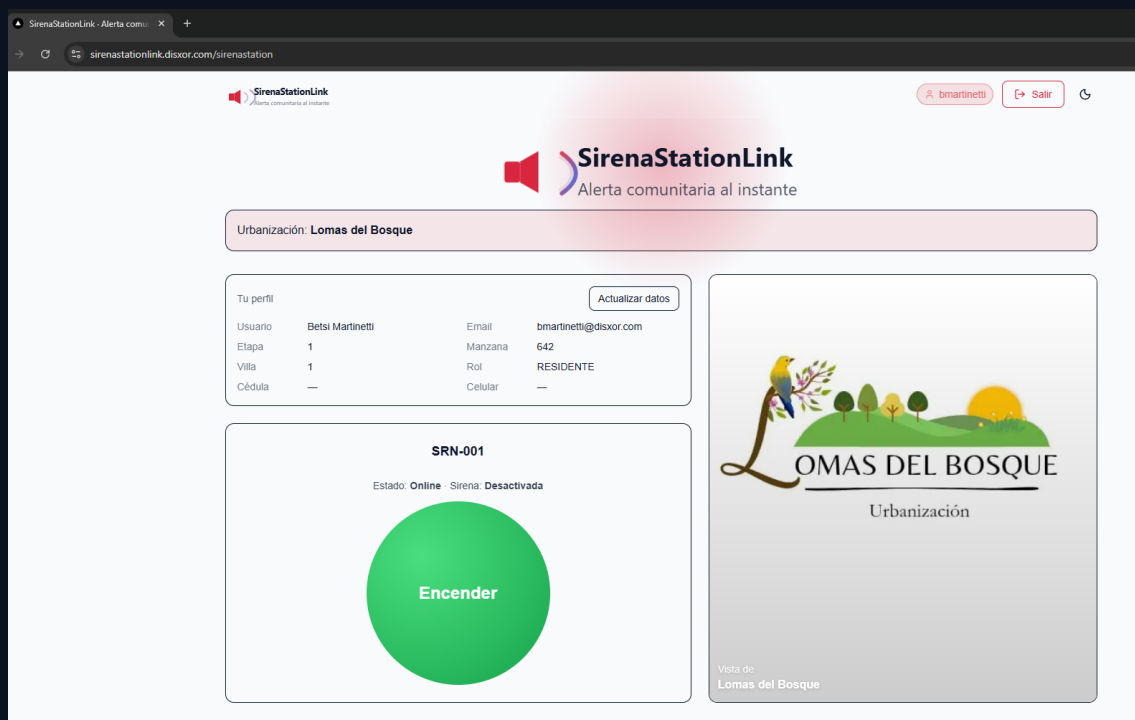 SirenaStationLink - Alerta comu
sirenastationlink.disxor.com/sirenastation
SirenaStationLink
Alerta comunitaria al instante
bmartinetti
Salir
SirenaStationLink
Alerta comunitaria al instante
Urbanización: Lomas del Bosque
Tu perfil
Actualizar datos
Usuario Betsi Martinetti Email bmartinetti@disxor.com
Etapa 1 Manzana 642
Villa 1 Rol RESIDENTE
Cédula — Celular —
SRN-001
Estado: Online · Sirena: Desactivada
Encender
LOMAS DEL BOSQUE
Urbanización
Vista de
Lomas del Bosque